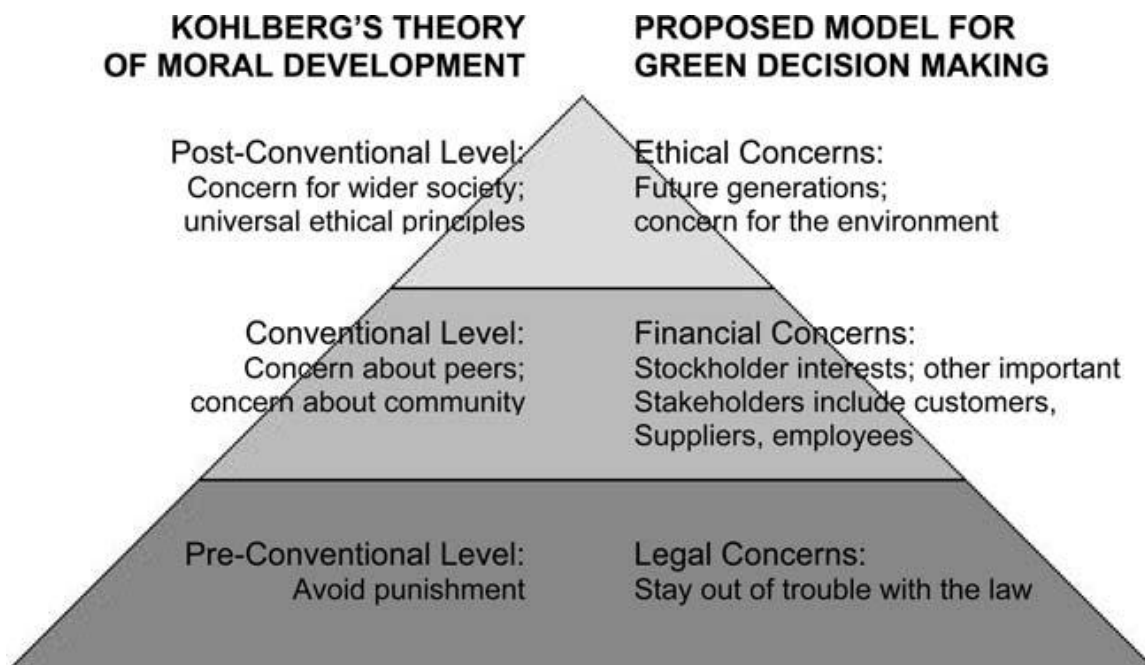 KOHLBERG'S THEORY
OF MORAL DEVELOPMENT
PROPOSED MODEL FOR
GREEN DECISION MAKING
Post-Conventional Level:
Concern for wider society;
universal ethical principles
Ethical Concerns:
Future generations;
concern for the environment
Conventional Level:
Concern about peers;
concern about community
Financial Concerns:
Stockholder interests; other important
Stakeholders include customers,
Suppliers, employees
Pre-Conventional Level:
Avoid punishment
Legal Concerns:
Stay out of trouble with the law